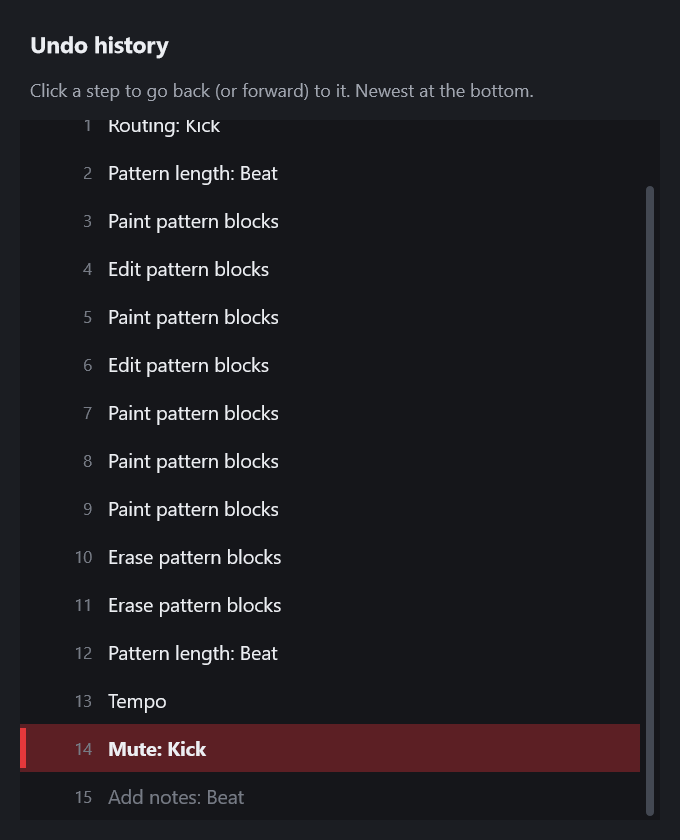 Undo history
Click a step to go back (or forward) to it. Newest at the bottom.
1 Routing: Kick
2 Pattern length: Beat
3 Paint pattern blocks
4 Edit pattern blocks
5 Paint pattern blocks
6 Edit pattern blocks
7 Paint pattern blocks
8 Paint pattern blocks
9 Paint pattern blocks
10 Erase pattern blocks
11 Erase pattern blocks
12 Pattern length: Beat
13 Tempo
14 Mute: Kick
15 Add notes: Beat